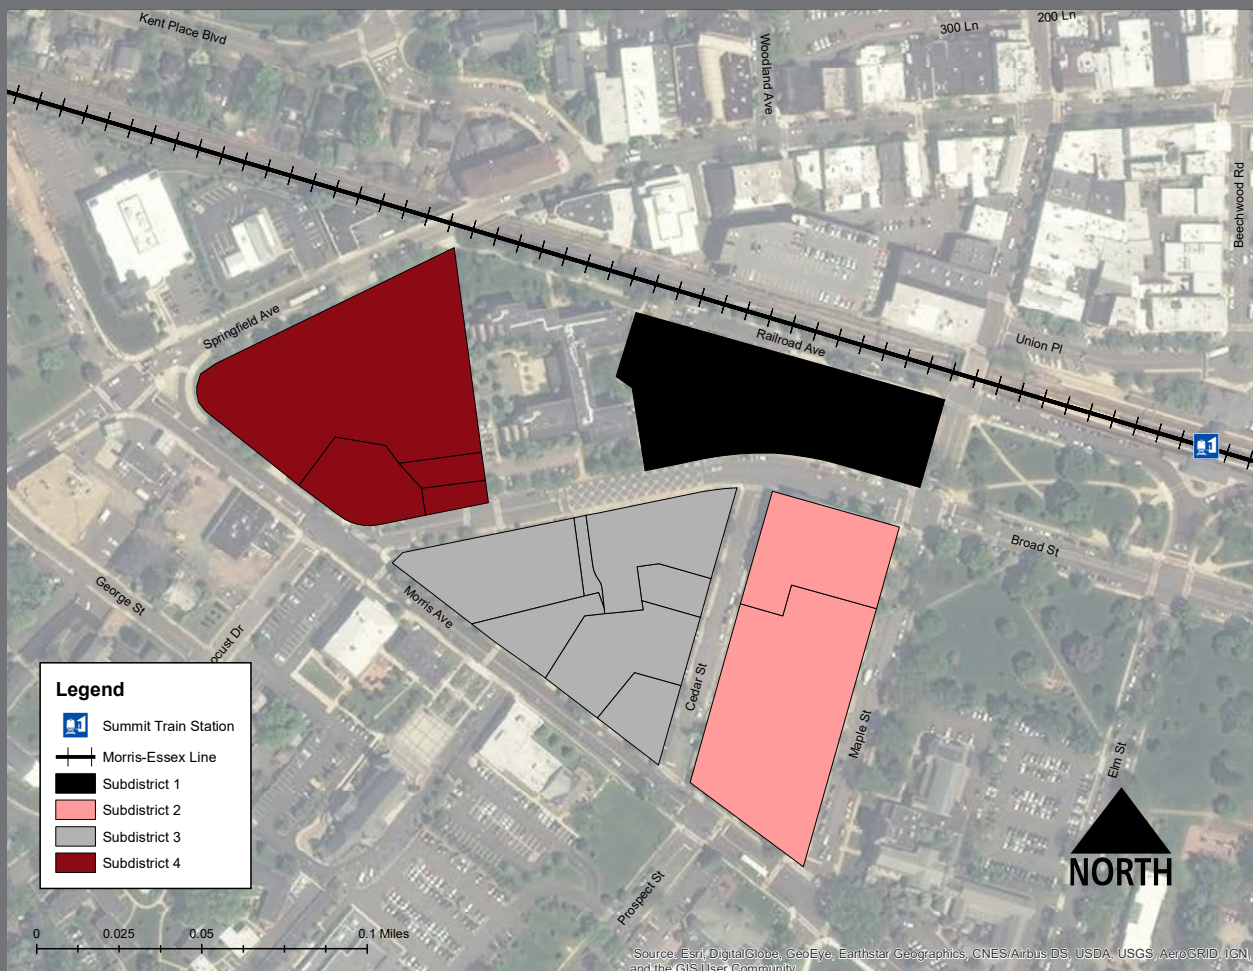 Kent Place Blvd
Woodland Ave
300 Ln
200 Ln
Beechwood Rd
Springfield Ave
Railroad Ave
Union Pl
Broad St
George St
Morris Ave
ocust Dr
Cedar St
Maple St
Elm St
Prospect St
Legend
Summit Train Station
Morris-Essex Line
Subdistrict 1
Subdistrict 2
Subdistrict 3
Subdistrict 4
NORTH
0 0.025 0.05 0.1 Miles
Source: Esri, DigitalGlobe, GeoEye, Earthstar Geographics, CNES/Airbus DS, USDA, USGS, AeroGRID, IGN,
and the GIS User Community